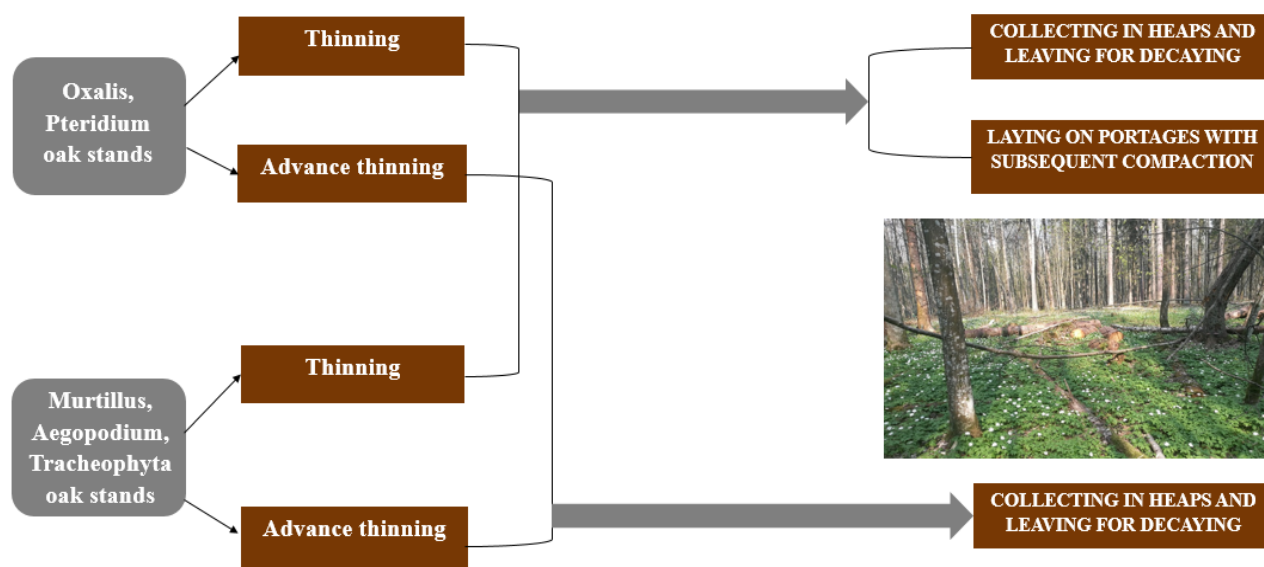 Thinning
COLLECTING IN HEAPS AND
LEAVING FOR DECAYING
Oxalis,
Pteridium
oak stands
Advance thinning
LAYING ON PORTAGES WITH
SUBSEQUENT COMPACTION
Thinning
Murtillus,
Aegopodium,
Tracheophyta
oak stands
Advance thinning
COLLECTING IN HEAPS AND
LEAVING FOR DECAYING